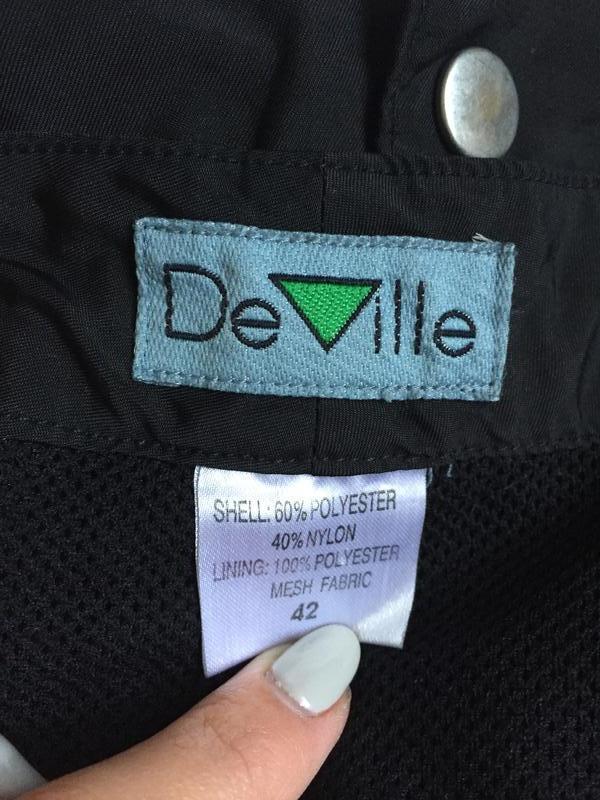 DeVille
SHELL: 60% POLYESTER
40% NYLON
LINING: 100% POLYESTER
MESH FABRIC
42